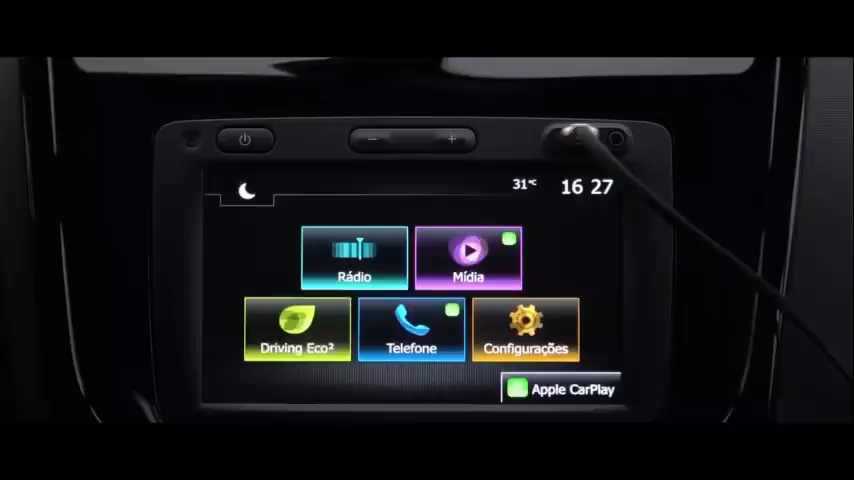 31°C
16 27
Rádio
Mídia
Driving Eco²
Telefone
Configurações
Apple CarPlay